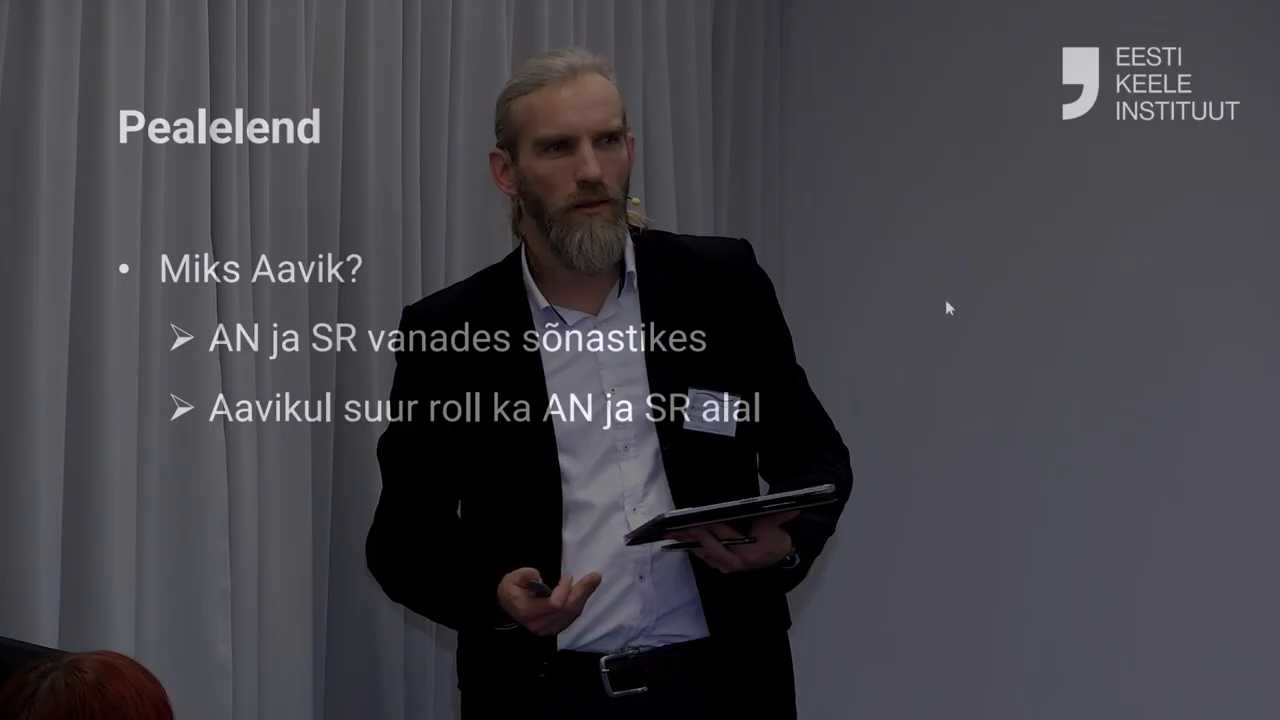 EESTI
KEELE
INSTITUUT
Pealelend
• Miks Aavik?
➢ AN ja SR vanades sõnastikes
➢ Aavikul suur roll ka AN ja SR alal